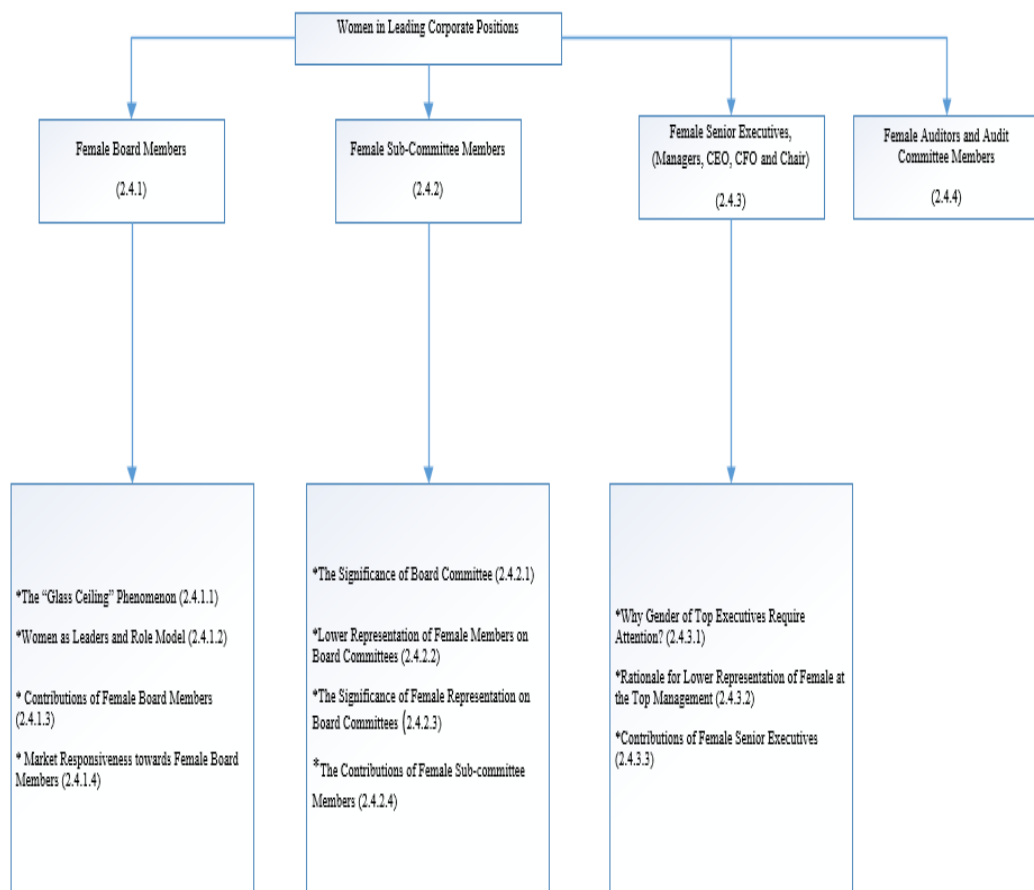 Women in Leading Corporate Positions
Female Board Members
(2.4.1)
Female Sub-Committee Members
(2.4.2)
Female Senior Executives,
(Managers, CEO, CFO and Chair)
(2.4.3)
Female Auditors and Audit
Committee Members
(2.4.4)
*The “Glass Ceiling” Phenomenon (2.4.1.1)
*Women as Leaders and Role Model (2.4.1.2)
* Contributions of Female Board Members
(2.4.1.3)
* Market Responsiveness towards Female Board
Members (2.4.1.4)
*The Significance of Board Committee (2.4.2.1)
*Lower Representation of Female Members on
Board Committees (2.4.2.2)
*The Significance of Female Representation on
Board Committees (2.4.2.3)
*The Contributions of Female Sub-committee
Members (2.4.2.4)
*Why Gender of Top Executives Require
Attention? (2.4.3.1)
*Rationale for Lower Representation of Female at
the Top Management (2.4.3.2)
*Contributions of Female Senior Executives
(2.4.3.3)